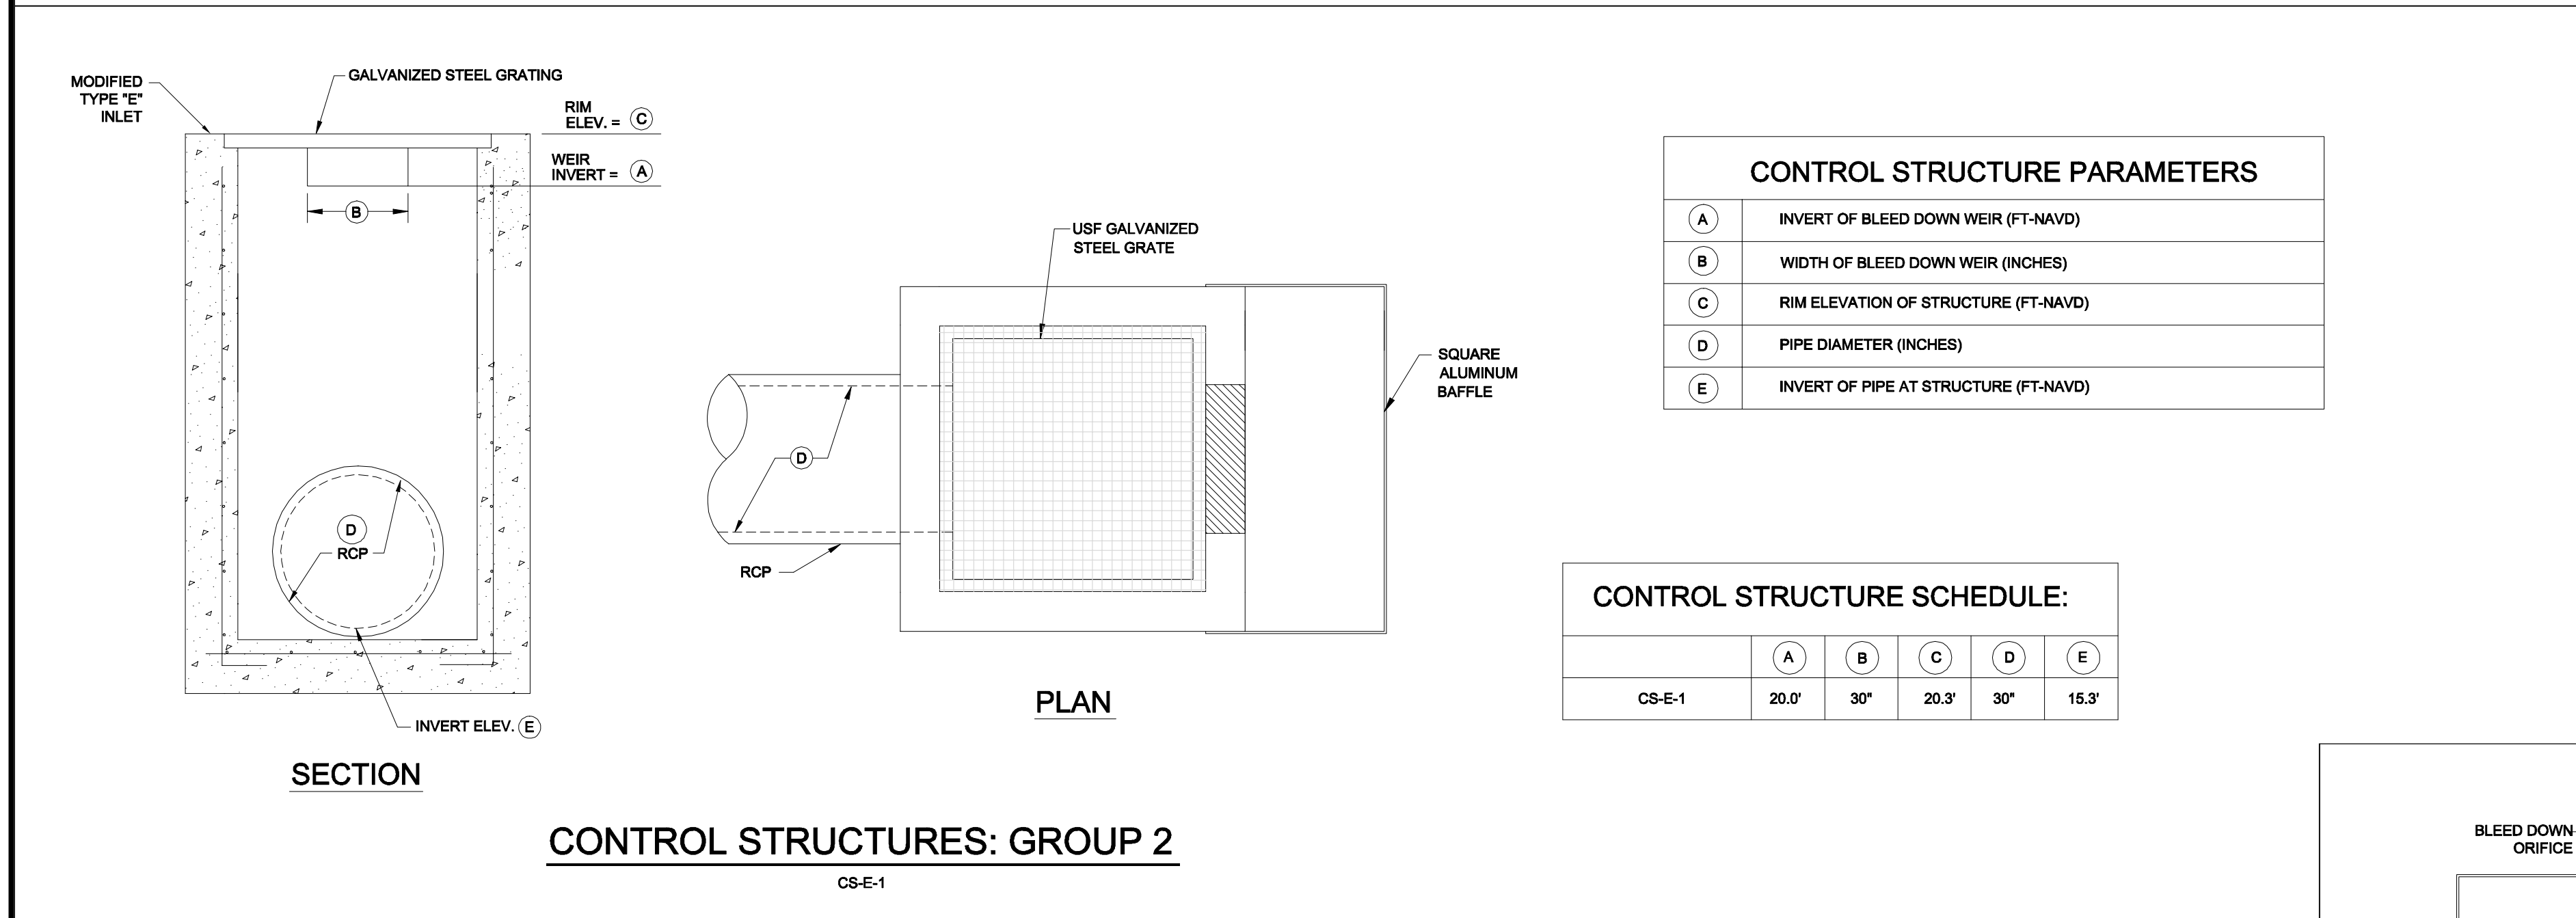 MODIFIED
TYPE "E"
INLET
GALVANIZED STEEL GRATING
RIM
ELEV. = C
WEIR
INVERT = A
B
D
RCP
INVERT ELEV. E
SECTION
USF GALVANIZED
STEEL GRATE
SQUARE
ALUMINUM
BAFFLE
D
RCP
PLAN
CONTROL STRUCTURES: GROUP 2
CS-E-1
CONTROL STRUCTURE PARAMETERS
A INVERT OF BLEED DOWN WEIR (FT-NAVD)
B WIDTH OF BLEED DOWN WEIR (INCHES)
C RIM ELEVATION OF STRUCTURE (FT-NAVD)
D PIPE DIAMETER (INCHES)
E INVERT OF PIPE AT STRUCTURE (FT-NAVD)
CONTROL STRUCTURE SCHEDULE:
A B C D E
CS-E-1 20.0' 30" 20.3' 30" 15.3'
BLEED DOWN
ORIFICE